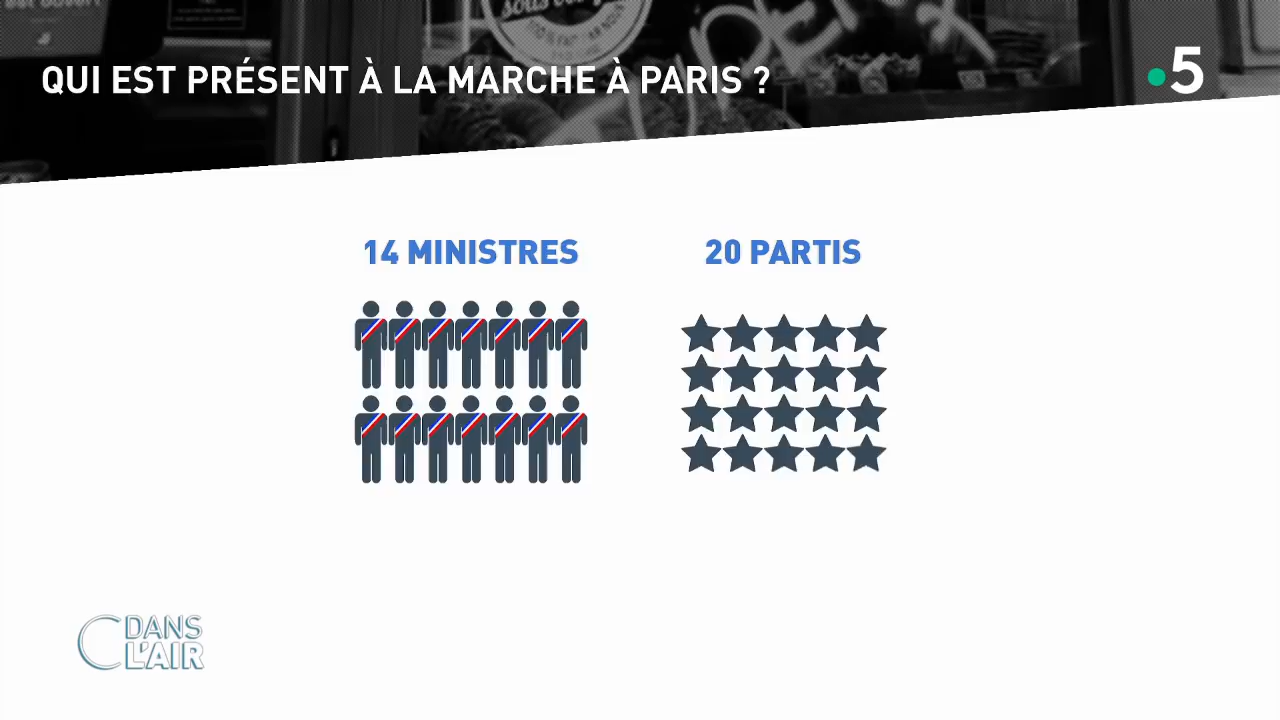 QUI EST PRÉSENT À LA MARCHE À PARIS ?
5
14 MINISTRES
20 PARTIS
C DANS
L'AIR